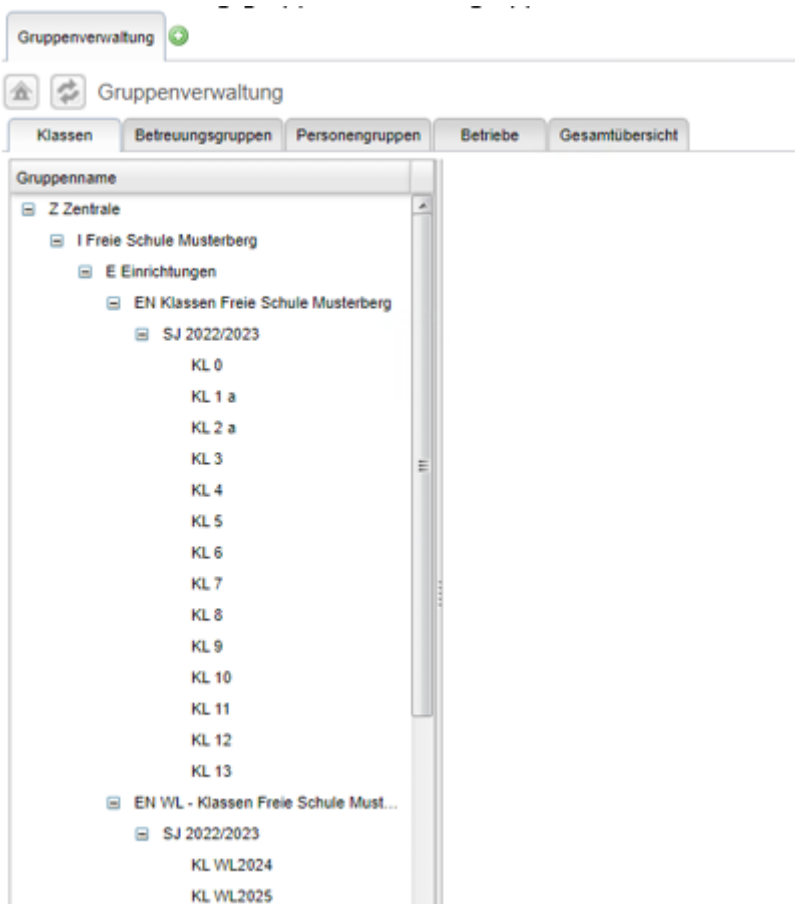 Gruppenverwaltung
Gruppenverwaltung
Klassen Betreuungsgruppen Personengruppen Betriebe Gesamtübersicht
Gruppenname
Z Zentrale
I Freie Schule Musterberg
E Einrichtungen
EN Klassen Freie Schule Musterberg
SJ 2022/2023
KL 0
KL 1 a
KL 2 a
KL 3
KL 4
KL 5
KL 6
KL 7
KL 8
KL 9
KL 10
KL 11
KL 12
KL 13
EN WL - Klassen Freie Schule Must...
SJ 2022/2023
KL WL2024
KL WL2025